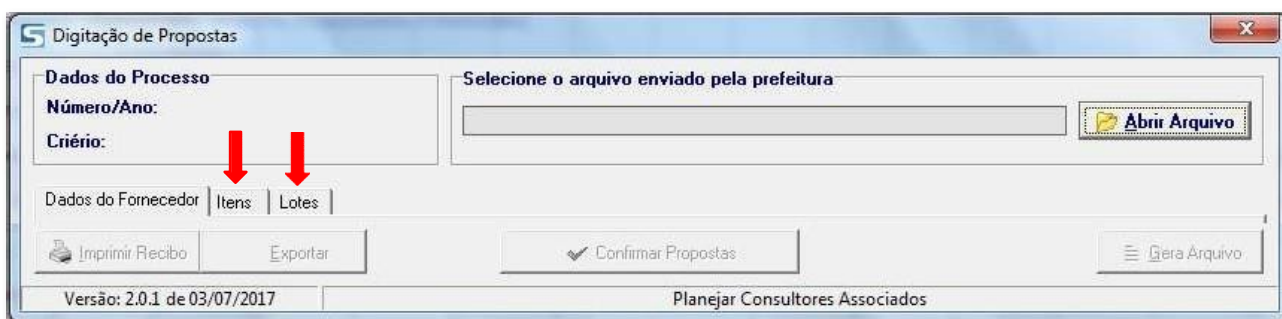 Digitação de Propostas
Dados do Processo
Número/Ano:
Criério:
Selecione o arquivo enviado pela prefeitura
Abrir Arquivo
Dados do Fornecedor Itens Lotes
Imprimir Recibo Exportar Confirmar Propostas Gera Arquivo
Versão: 2.0.1 de 03/07/2017 Planejar Consultores Associados